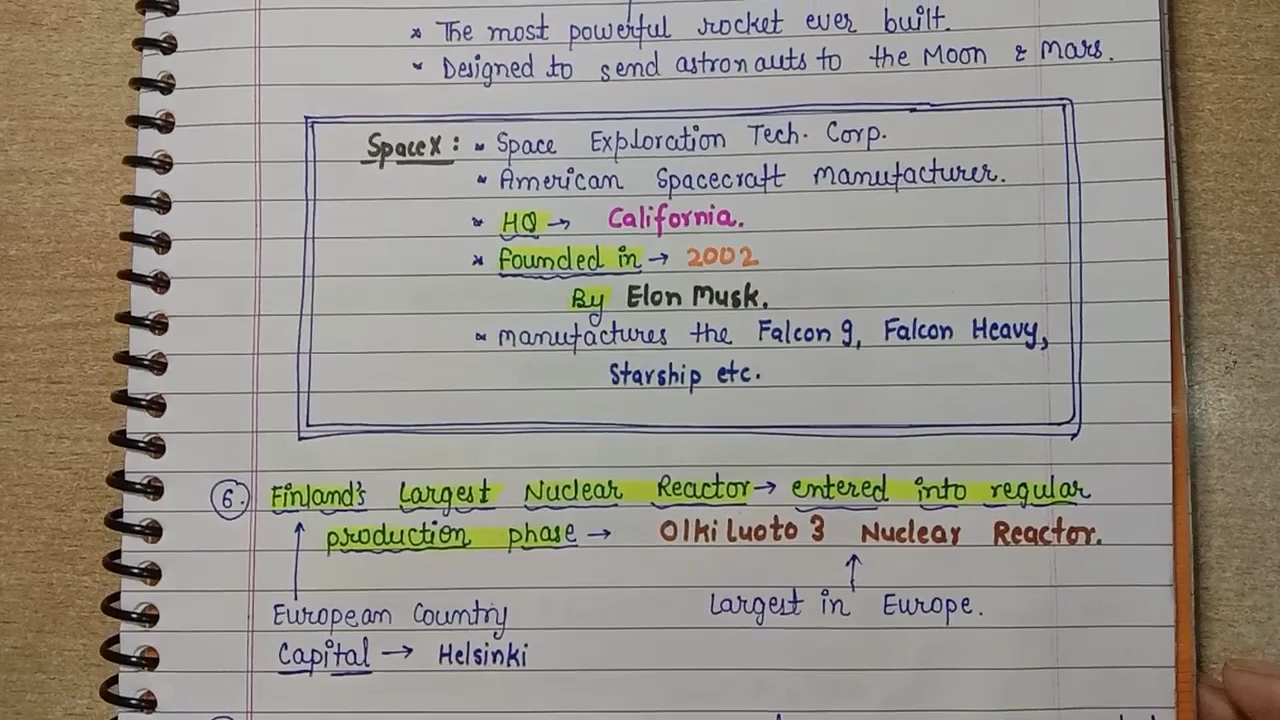 * The most powerful rocket ever built.
* Designed to send astronauts to the Moon & Mars.
SpaceX : * Space Exploration Tech. Corp.
* American Spacecraft manufacturer.
* HQ → California.
* founded in → 2002
By Elon Musk.
* manufactures the Falcon 9, Falcon Heavy,
Starship etc.
6. Finland's Largest Nuclear Reactor → entered into regular
production phase → Olkiluoto 3 Nuclear Reactor.
European Country
Largest in Europe.
Capital → Helsinki